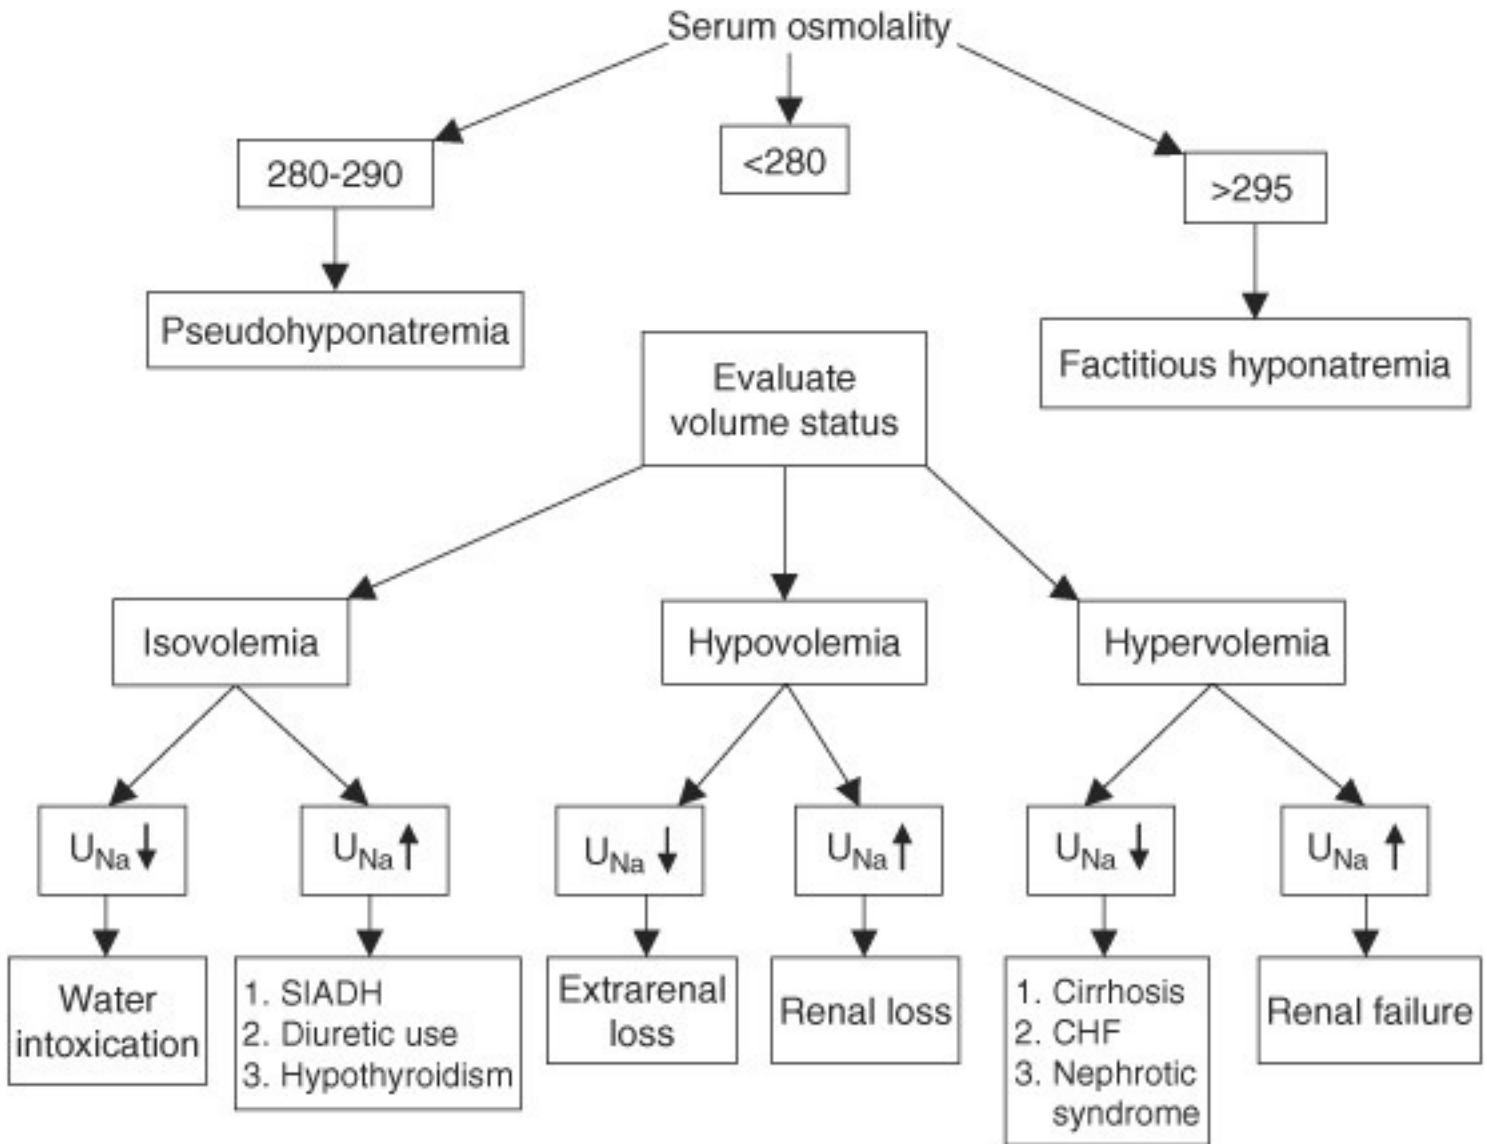 Serum osmolality
280-290
<280
>295
Pseudohyponatremia
Factitious hyponatremia
Evaluate
volume status
Isovolemia
Hypovolemia
Hypervolemia
UNa ↓
UNa ↑
UNa ↓
UNa ↑
UNa ↓
UNa ↑
Water
intoxication
1. SIADH
2. Diuretic use
3. Hypothyroidism
Extrarenal
loss
Renal loss
1. Cirrhosis
2. CHF
3. Nephrotic
syndrome
Renal failure